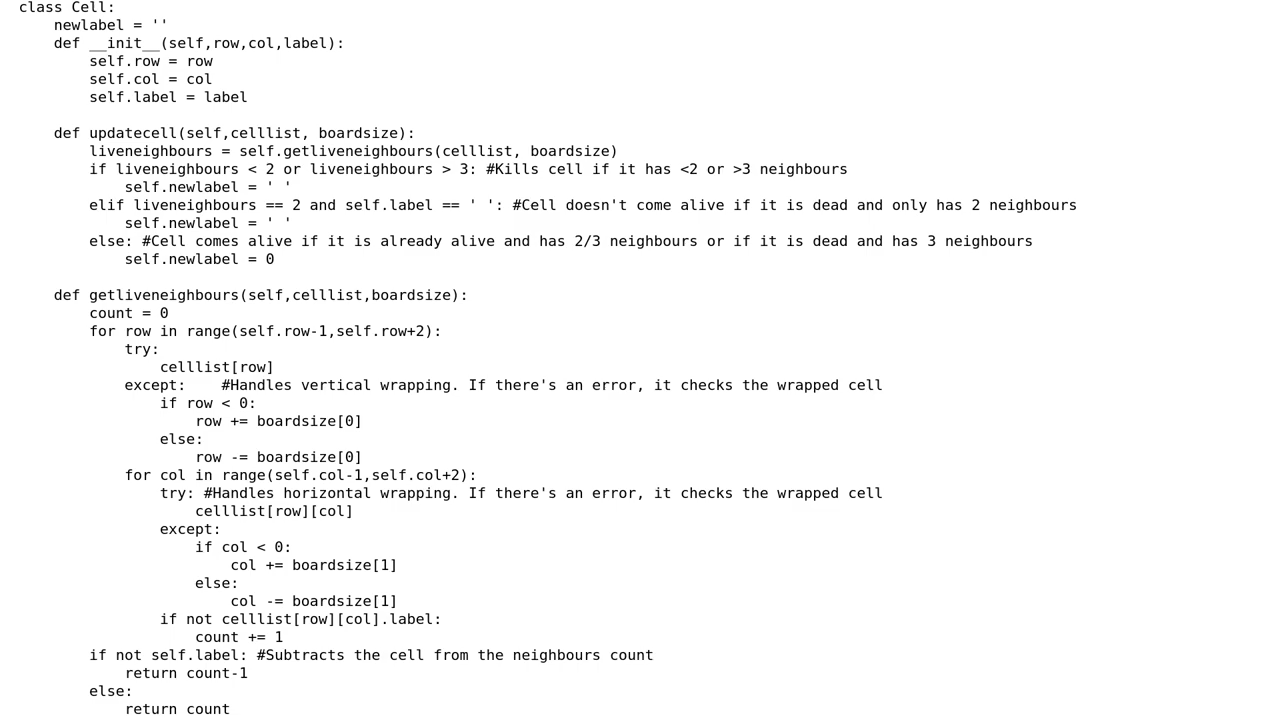 class Cell:
    newlabel = ''
    def __init__(self,row,col,label):
        self.row = row
        self.col = col
        self.label = label

    def updatecell(self,celllist, boardsize):
        liveneighbours = self.getliveneighbours(celllist, boardsize)
        if liveneighbours < 2 or liveneighbours > 3: #Kills cell if it has <2 or >3 neighbours
            self.newlabel = ' '
        elif liveneighbours == 2 and self.label == ' ': #Cell doesn't come alive if it is dead and only has 2 neighbours
            self.newlabel = ' '
        else: #Cell comes alive if it is already alive and has 2/3 neighbours or if it is dead and has 3 neighbours
            self.newlabel = 0

    def getliveneighbours(self,celllist,boardsize):
        count = 0
        for row in range(self.row-1,self.row+2):
            try:
                celllist[row]
            except:    #Handles vertical wrapping. If there's an error, it checks the wrapped cell
                if row < 0:
                    row += boardsize[0]
                else:
                    row -= boardsize[0]
            for col in range(self.col-1,self.col+2):
                try: #Handles horizontal wrapping. If there's an error, it checks the wrapped cell
                    celllist[row][col]
                except:
                    if col < 0:
                        col += boardsize[1]
                    else:
                        col -= boardsize[1]
                if not celllist[row][col].label:
                    count += 1
        if not self.label: #Subtracts the cell from the neighbours count
            return count-1
        else:
            return count